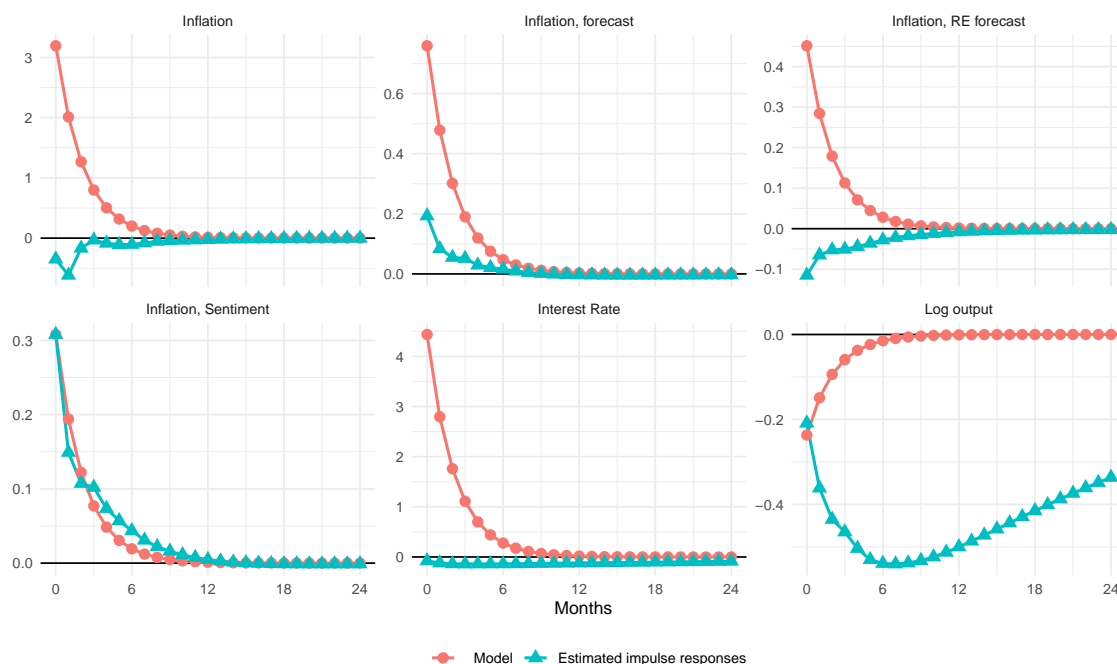 Inflation
Inflation, forecast
Inflation, RE forecast
3
2
1
0
0.6
0.4
0.2
0.0
0.4
0.3
0.2
0.1
0.0
−0.1
Inflation, Sentiment
Interest Rate
Log output
0.3
0.2
0.1
0.0
4
3
2
1
0
0.0
−0.2
−0.4
0 6 12 18 24
0 6 12 18 24
0 6 12 18 24
Months
Model Estimated impulse responses